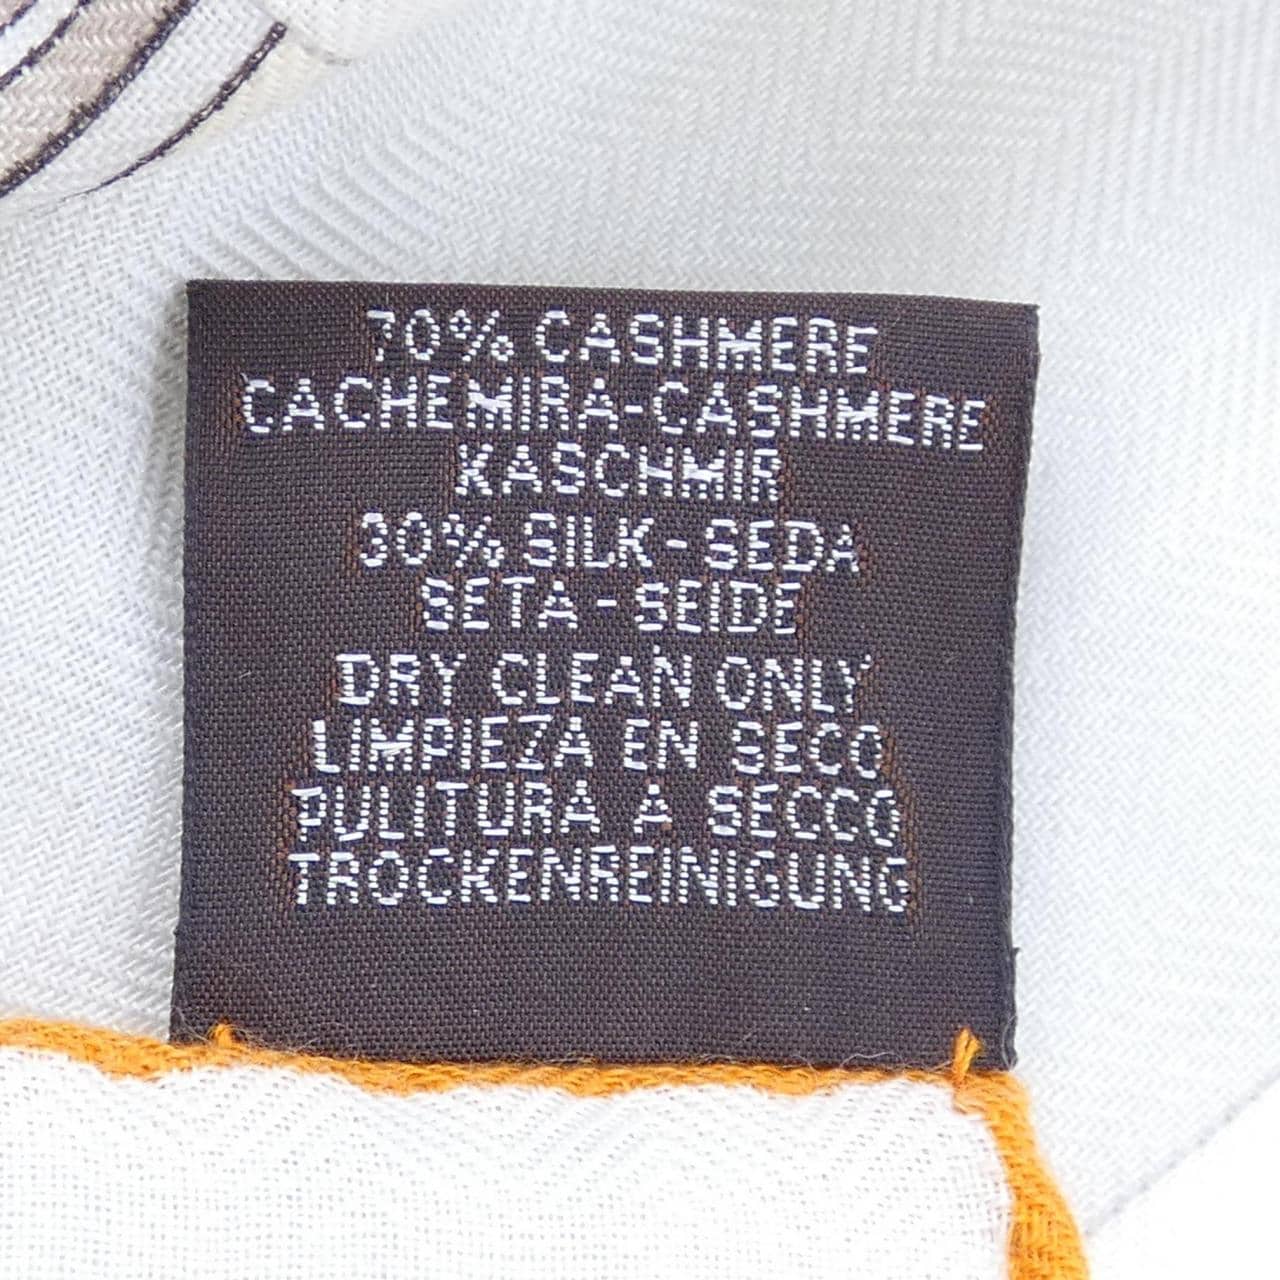 70% CASHMERE
CACHEMIRA-CASHMERE
KASCHMIR
30% SILK-SEDA
SETA-SEIDE
DRY CLEAN ONLY
LIMPIEZA EN SECO
PULITURA A SECCO
TROCKENREINIGUNG